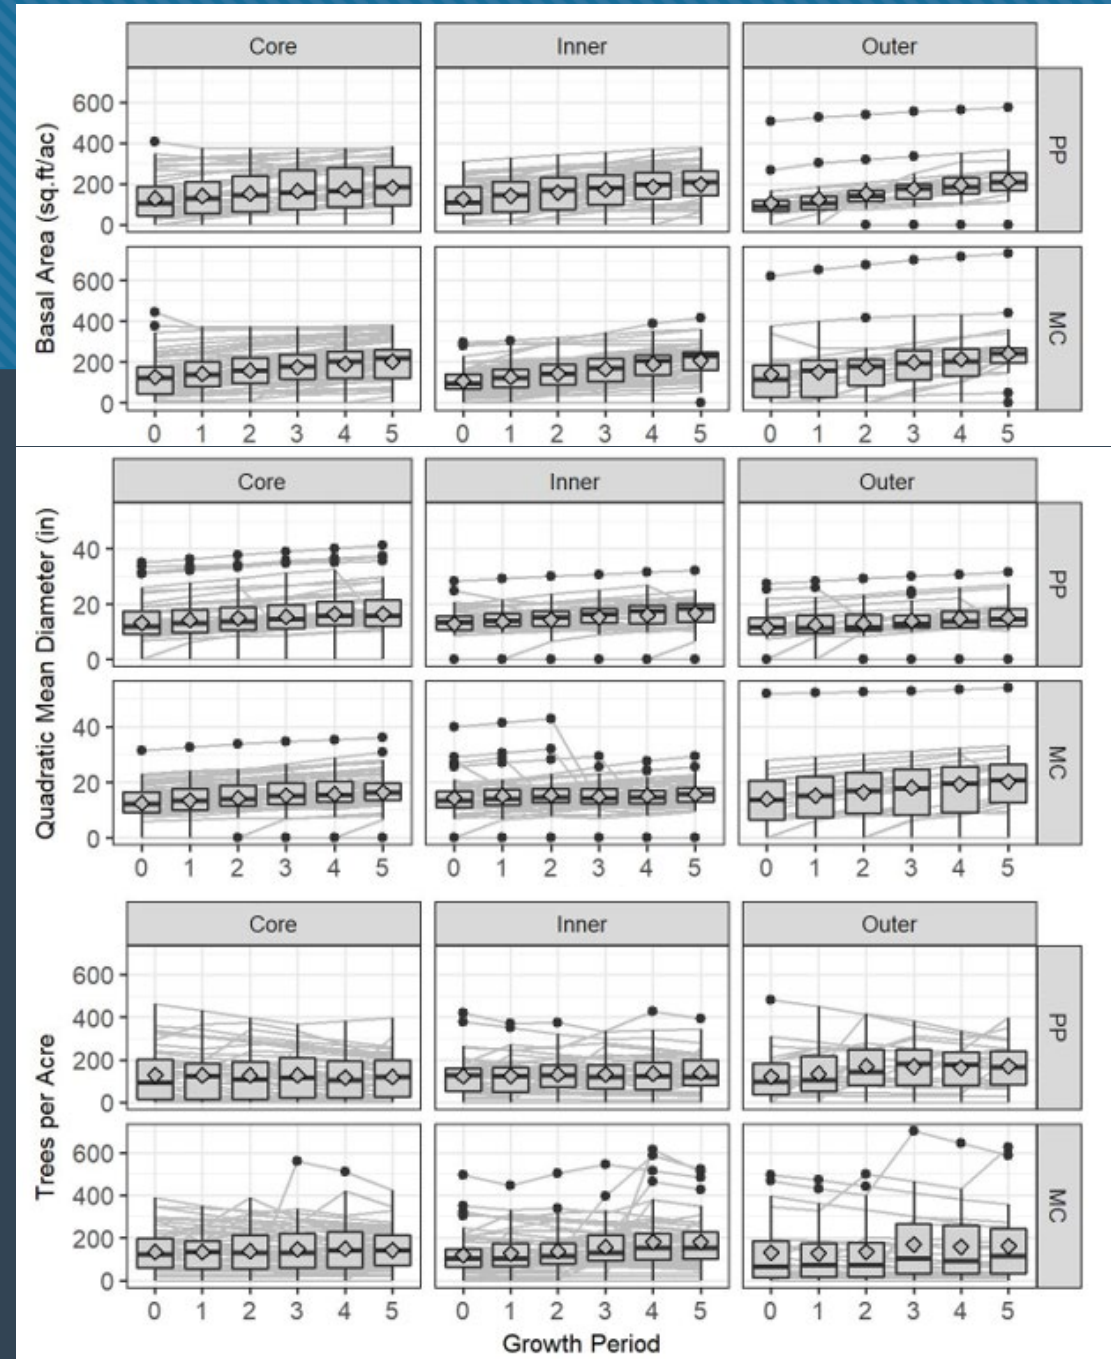 Core Inner Outer
Basal Area (sq.ft/ac)
600
400
200
0
PP
600
400
200
0
MC
0 1 2 3 4 5 0 1 2 3 4 5 0 1 2 3 4 5
Core Inner Outer
Quadratic Mean Diameter (in)
40
20
0
PP
40
20
0
MC
0 1 2 3 4 5 0 1 2 3 4 5 0 1 2 3 4 5
Core Inner Outer
Trees per Acre
600
400
200
0
PP
600
400
200
0
MC
0 1 2 3 4 5 0 1 2 3 4 5 0 1 2 3 4 5
Growth Period